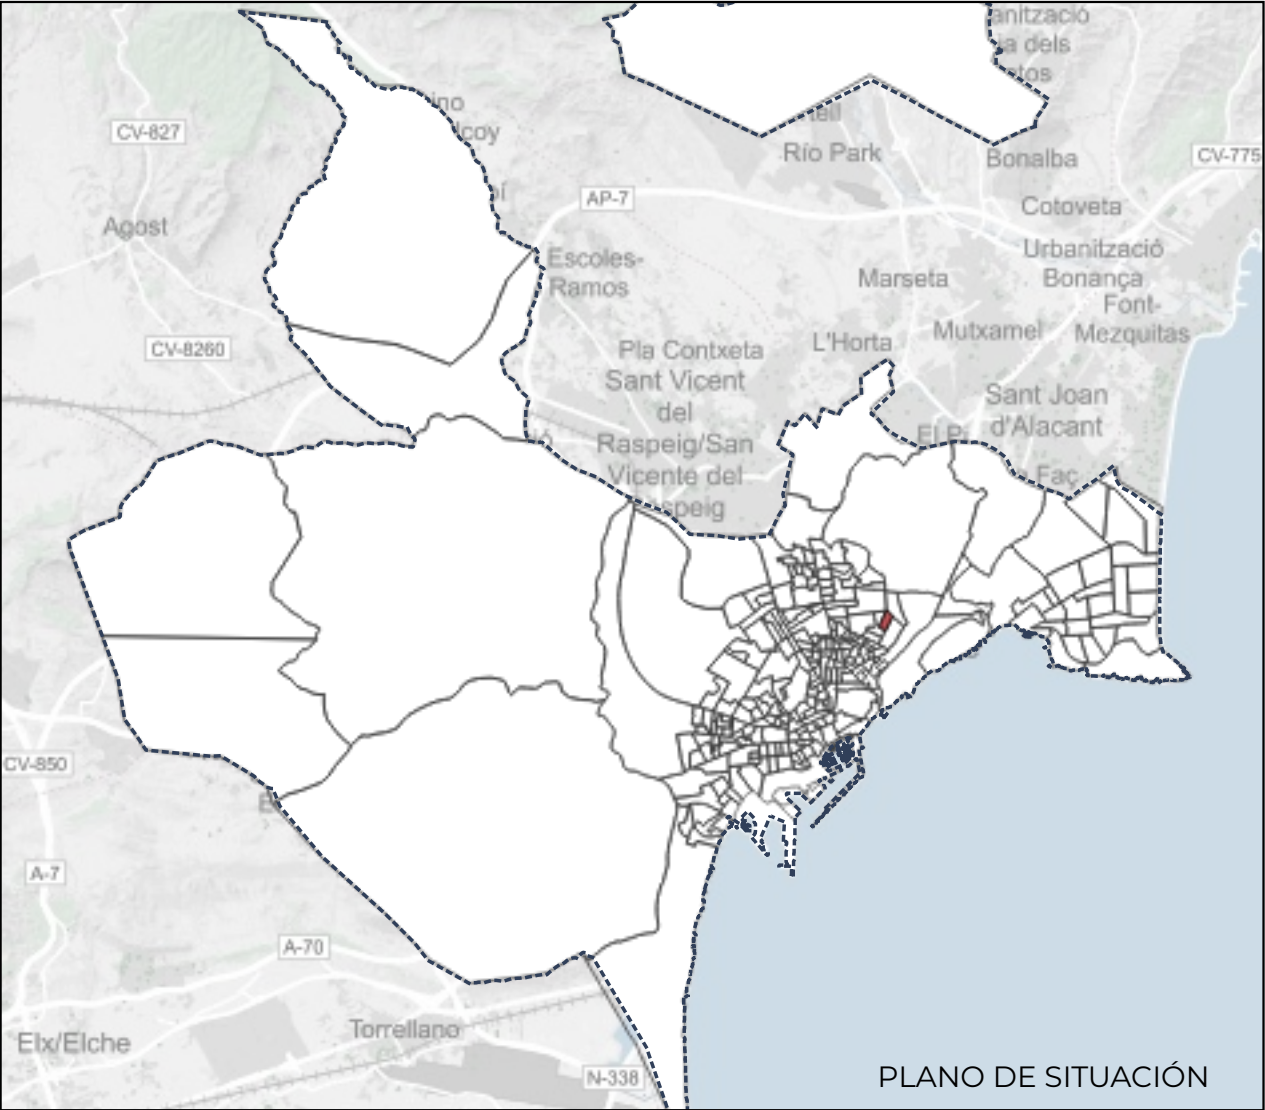 CV-827
Agost
CV-8260
AP-7
Escoles-
Ramos
Río Park
Bonalba
CV-775
Cotoveta
Urbanització
Bonança
Font-
Mezquitas
Marseta
Mutxamel
L'Horta
Pla Contxeta
Sant Vicent
del
Raspeig/San
Vicente del
Sant Joan
d'Alacant
Faç
CV-850
A-7
A-70
Elx/Elche
Torrellano
N-338
PLANO DE SITUACIÓN